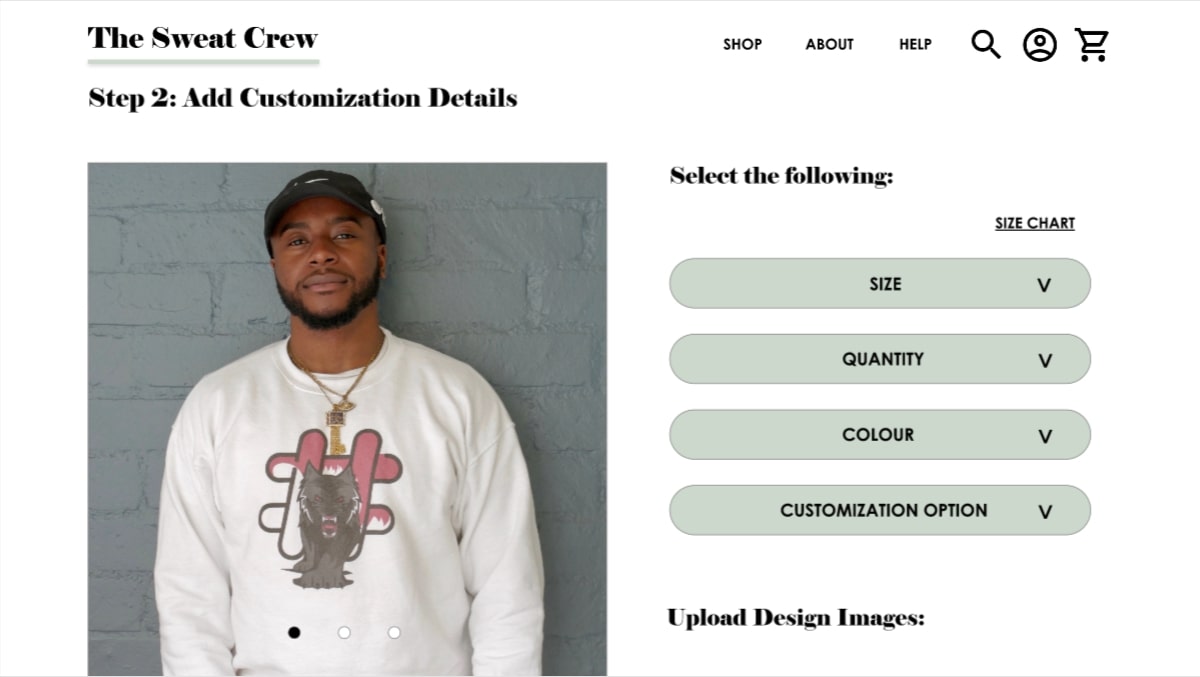 The Sweat Crew
SHOP
ABOUT
HELP
Step 2: Add Customization Details
Select the following:
SIZE CHART
SIZE V
QUANTITY V
COLOUR V
CUSTOMIZATION OPTION V
Upload Design Images: